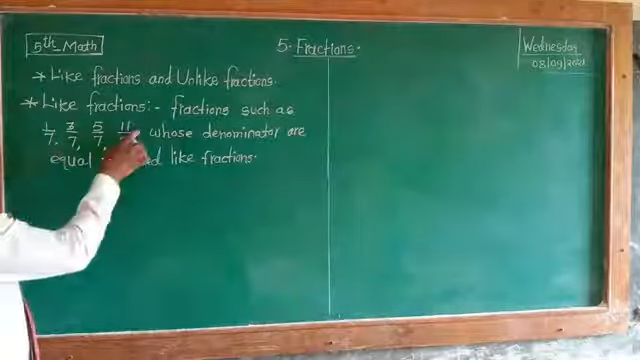 5th Math
5. Fractions.
Wednesday
08/09/2021
* Like fractions and Unlike fractions.
* Like fractions:- fractions such as
1/7, 3/7, 5/7, 11 whose denominator are
equal like fractions.